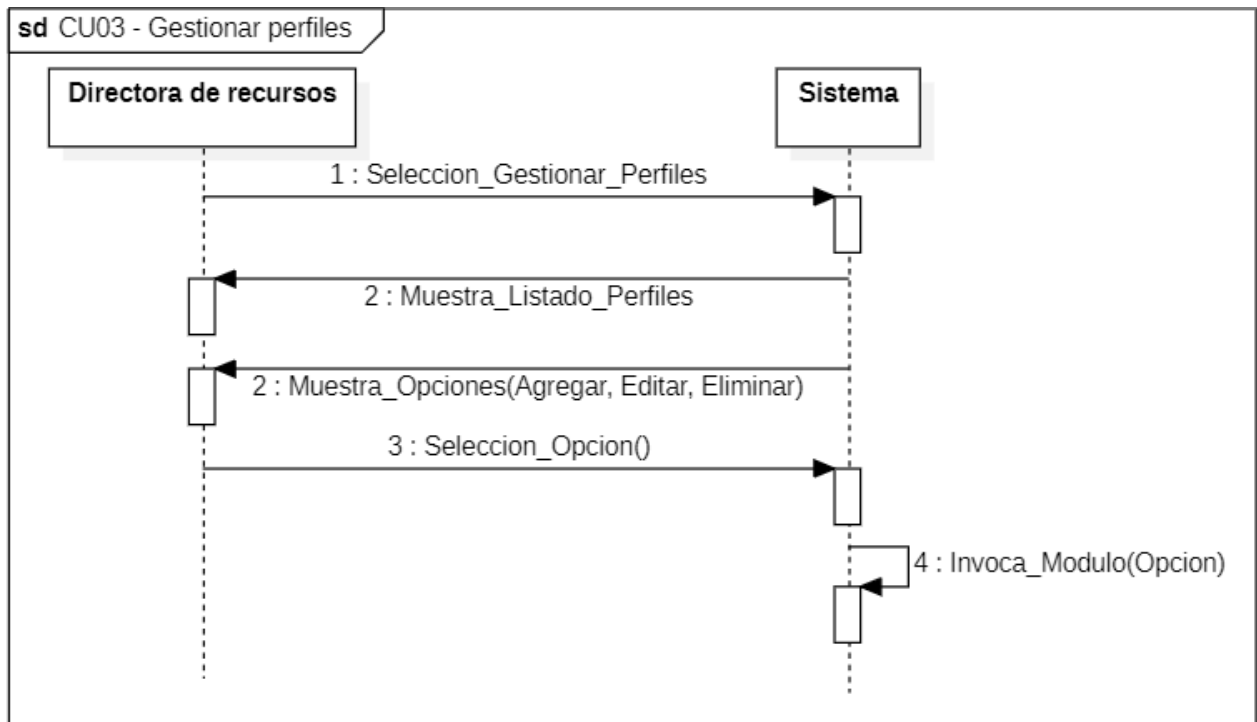 sd CU03 - Gestionar perfiles
Directora de recursos
Sistema
1 : Seleccion_Gestionar_Perfiles
2 : Muestra_Listado_Perfiles
2 : Muestra_Opciones(Agregar, Editar, Eliminar)
3 : Seleccion_Opcion()
4 : Invoca_Modulo(Opcion)